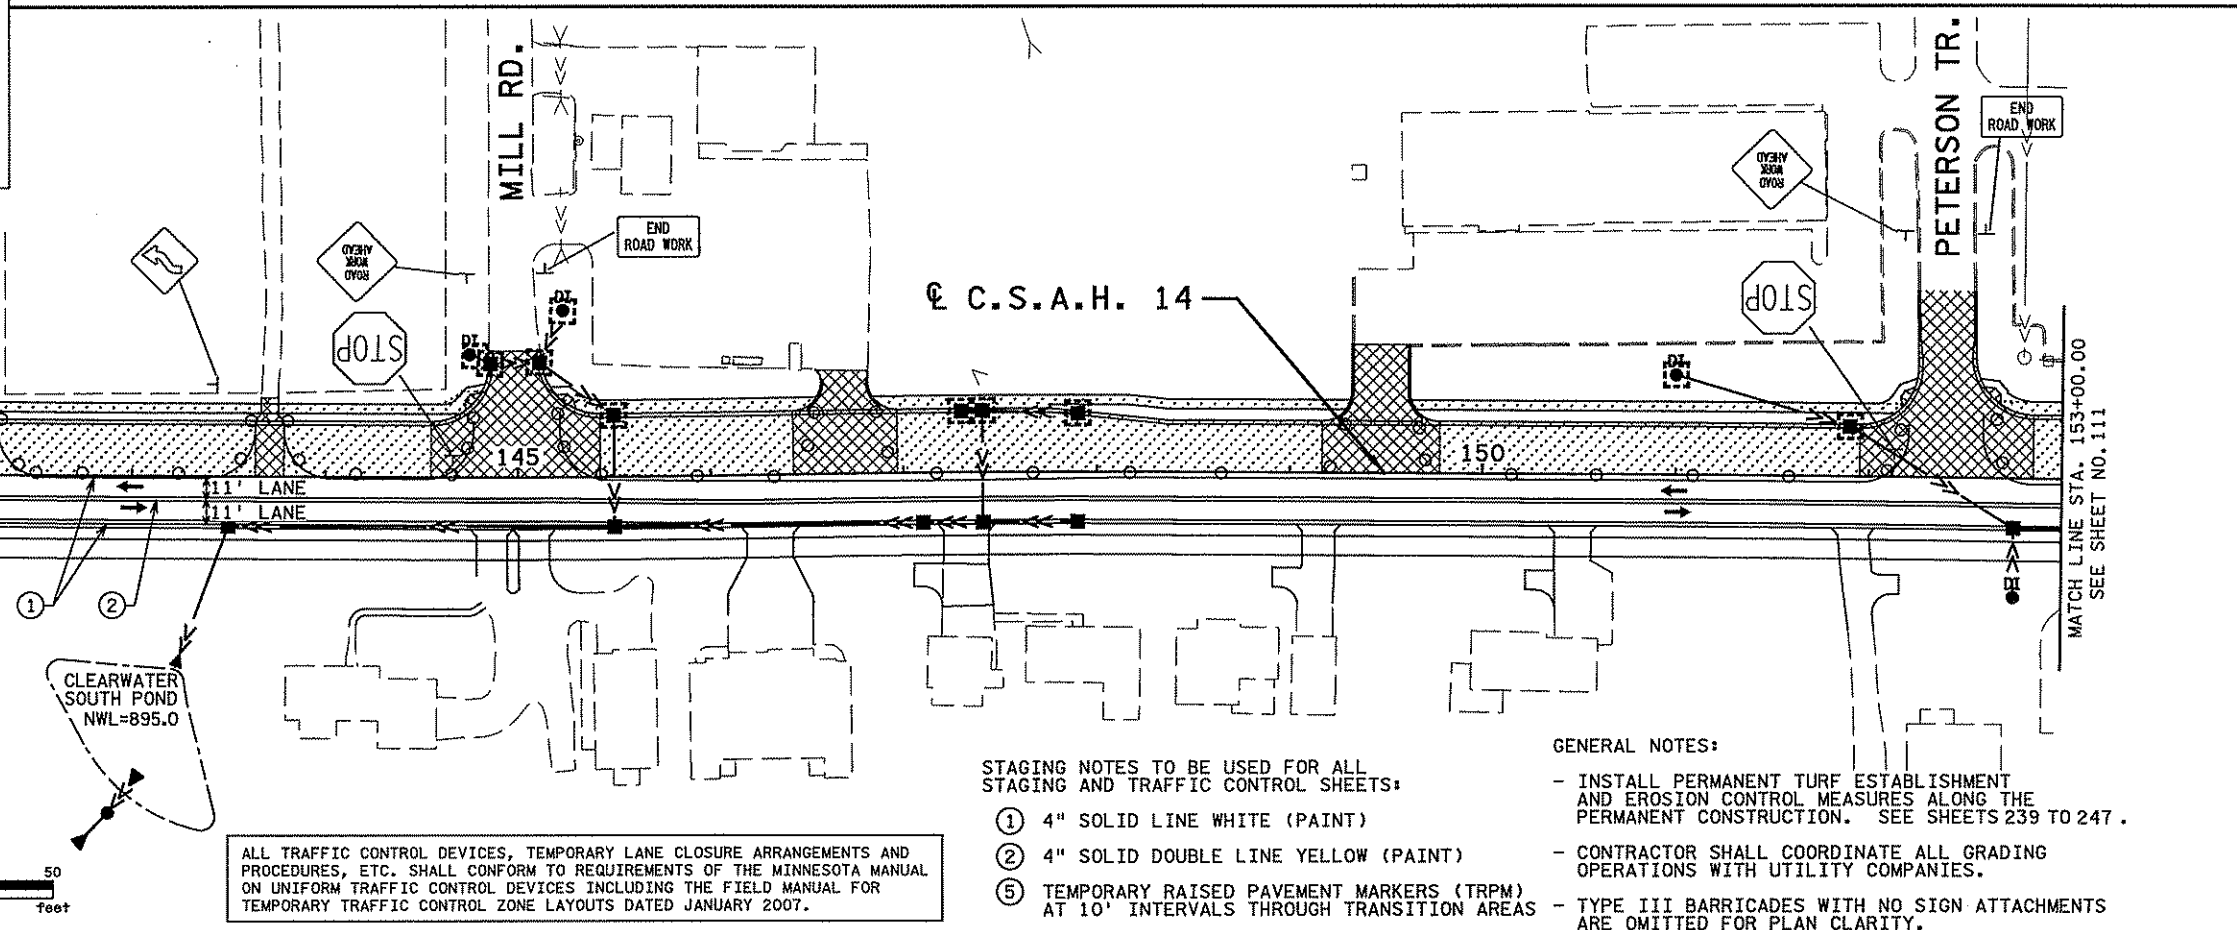 MILL RD.
PETERSON TR.
END
ROAD WORK
ROAD
WORK
AHEAD
ROAD
WORK
AHEAD
END
ROAD WORK
℄ C.S.A.H. 14
STOP
STOP
DI
DI
DI
DI
145
150
11' LANE
11' LANE
1
2
MATCH LINE STA. 153+00.00
SEE SHEET NO.111
CLEARWATER
SOUTH POND
NWL=895.0
50
feet
ALL TRAFFIC CONTROL DEVICES, TEMPORARY LANE CLOSURE ARRANGEMENTS AND
PROCEDURES, ETC. SHALL CONFORM TO REQUIREMENTS OF THE MINNESOTA MANUAL
ON UNIFORM TRAFFIC CONTROL DEVICES INCLUDING THE FIELD MANUAL FOR
TEMPORARY TRAFFIC CONTROL ZONE LAYOUTS DATED JANUARY 2007.
STAGING NOTES TO BE USED FOR ALL
STAGING AND TRAFFIC CONTROL SHEETS:
1 4" SOLID LINE WHITE (PAINT)
2 4" SOLID DOUBLE LINE YELLOW (PAINT)
5 TEMPORARY RAISED PAVEMENT MARKERS (TRPM)
AT 10' INTERVALS THROUGH TRANSITION AREAS
GENERAL NOTES:
- INSTALL PERMANENT TURF ESTABLISHMENT
AND EROSION CONTROL MEASURES ALONG THE
PERMANENT CONSTRUCTION. SEE SHEETS 239 TO 247 .
- CONTRACTOR SHALL COORDINATE ALL GRADING
OPERATIONS WITH UTILITY COMPANIES.
- TYPE III BARRICADES WITH NO SIGN ATTACHMENTS
ARE OMITTED FOR PLAN CLARITY.